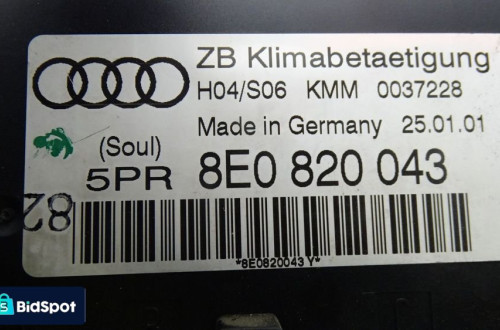 ZB Klimabetaetigung
H04/S06 KMM 0037228
Made in Germany 25.01.01
(Soul)
5PR 8E0 820 043
82
*8E0820043 Y*
BidSpot